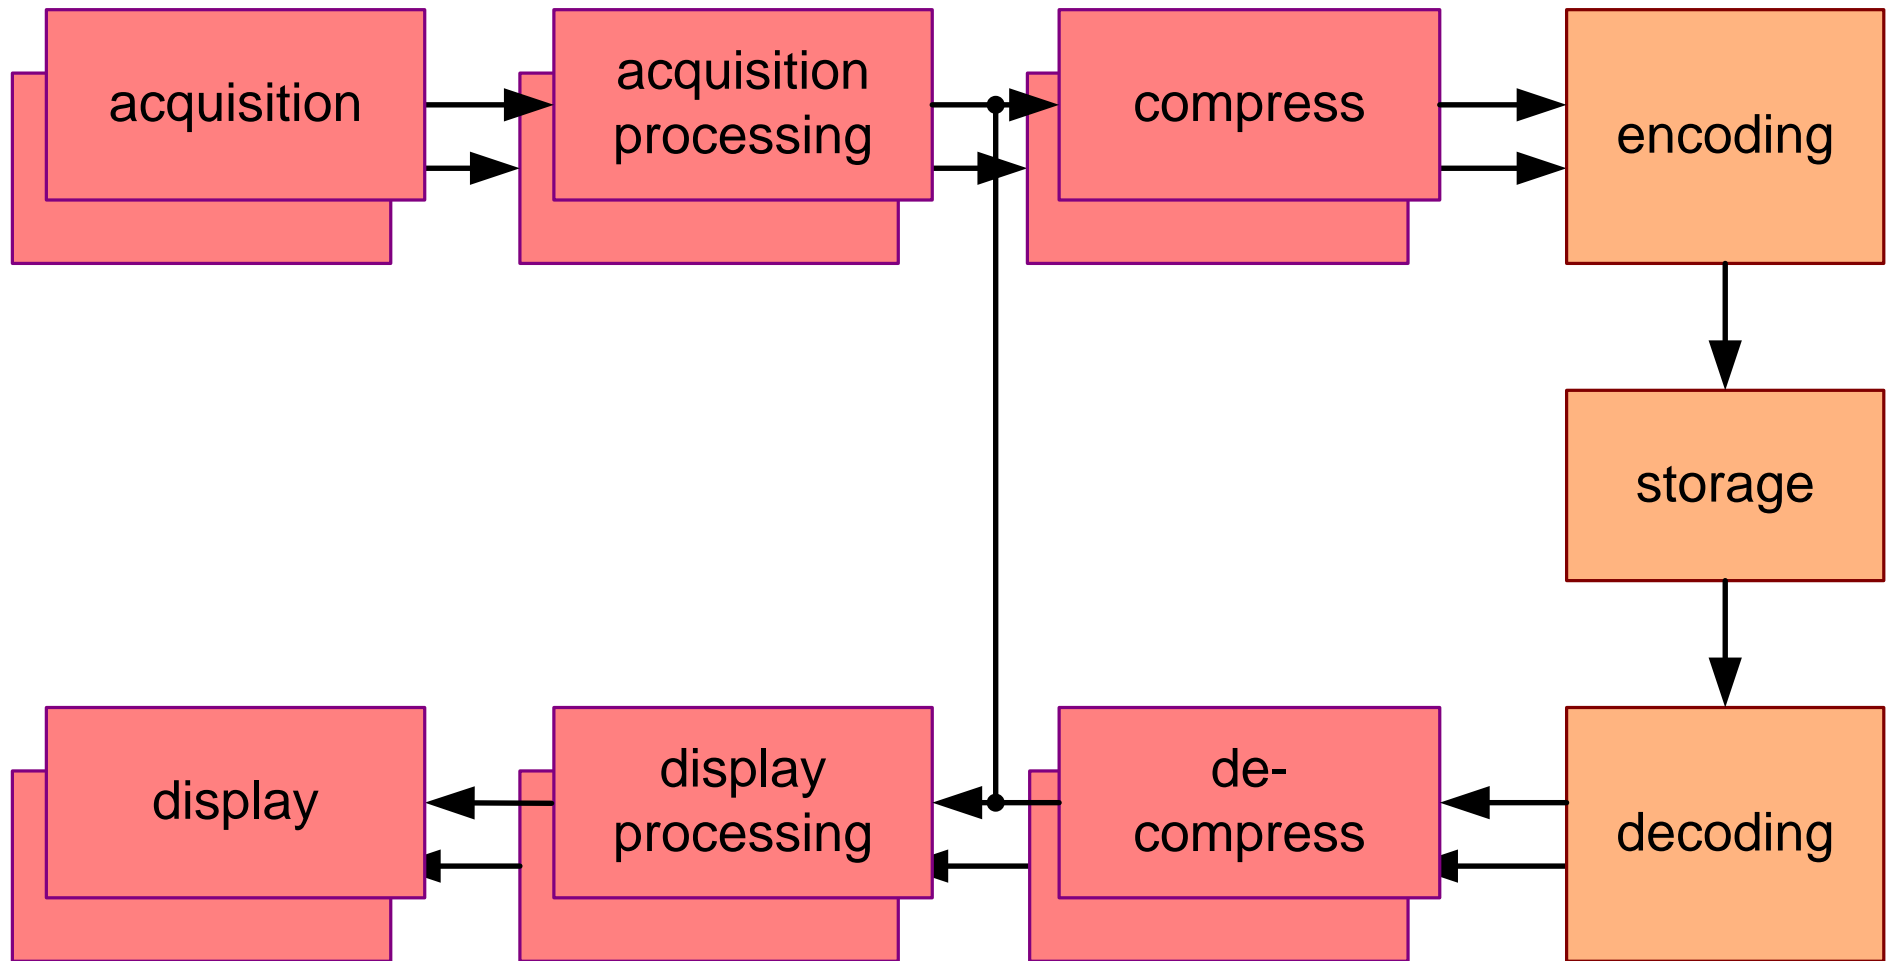 acquisition
acquisition
processing
compress
encoding
storage
display
display
processing
de-
compress
decoding